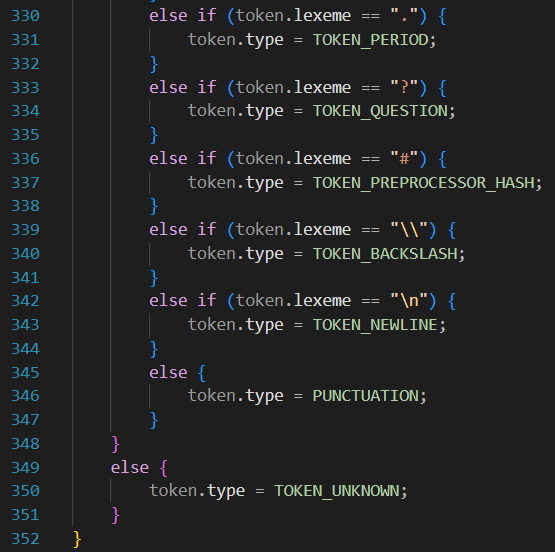 330 else if (token.lexeme == ".") {
331 token.type = TOKEN_PERIOD;
332 }
333 else if (token.lexeme == "?") {
334 token.type = TOKEN_QUESTION;
335 }
336 else if (token.lexeme == "#") {
337 token.type = TOKEN_PREPROCESSOR_HASH;
338 }
339 else if (token.lexeme == "\\") {
340 token.type = TOKEN_BACKSLASH;
341 }
342 else if (token.lexeme == "\n") {
343 token.type = TOKEN_NEWLINE;
344 }
345 else {
346 token.type = PUNCTUATION;
347 }
348 }
349 else {
350 token.type = TOKEN_UNKNOWN;
351 }
352 }